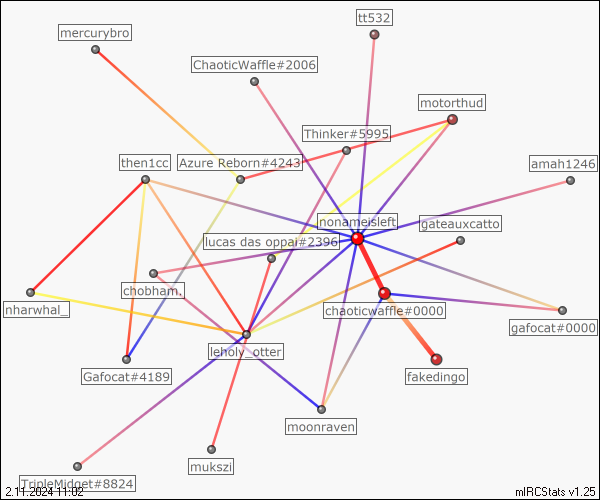 tt532
mercurybro
ChaoticWaffle#2006
motorthud
Thinker#5995
then1cc
Azure Reborn#4243
amah1246
nonameisleft
gateauxcatto
lucas das oppai#2396
chobham.
nharwhal_
chaoticwaffle#0000
gafocat#0000
leholy_otter
Gafocat#4189
fakedingo
moonraven
mukszi
TripleMidget#8824
2.11.2024 11:02
mIRCStats v1.25